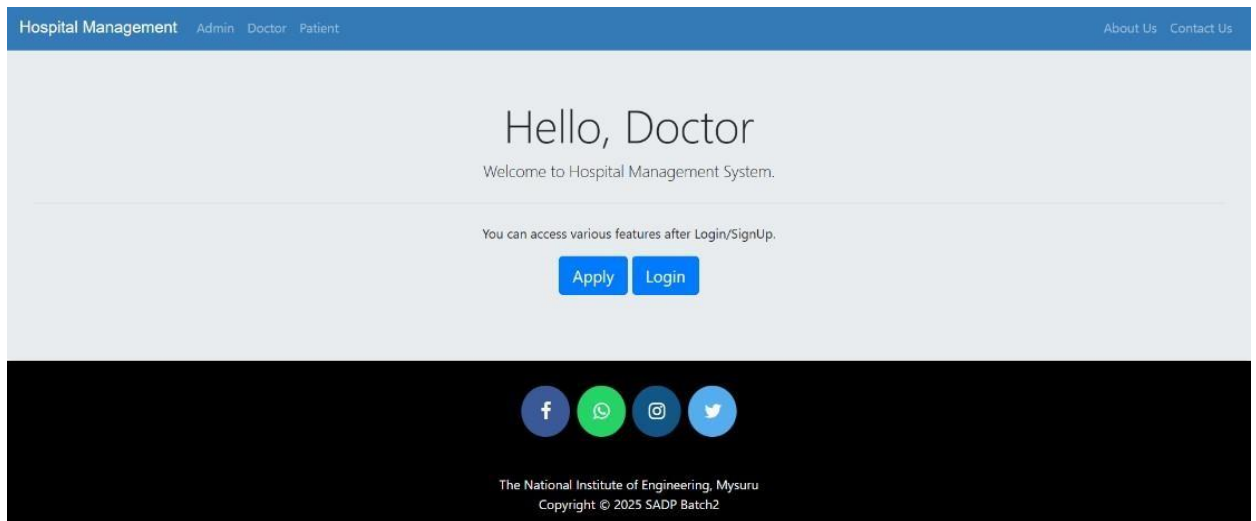 Hospital Management Admin Doctor Patient About Us Contact Us
Hello, Doctor
Welcome to Hospital Management System.
You can access various features after Login/SignUp.
Apply Login
The National Institute of Engineering, Mysuru
Copyright © 2025 SADP Batch2